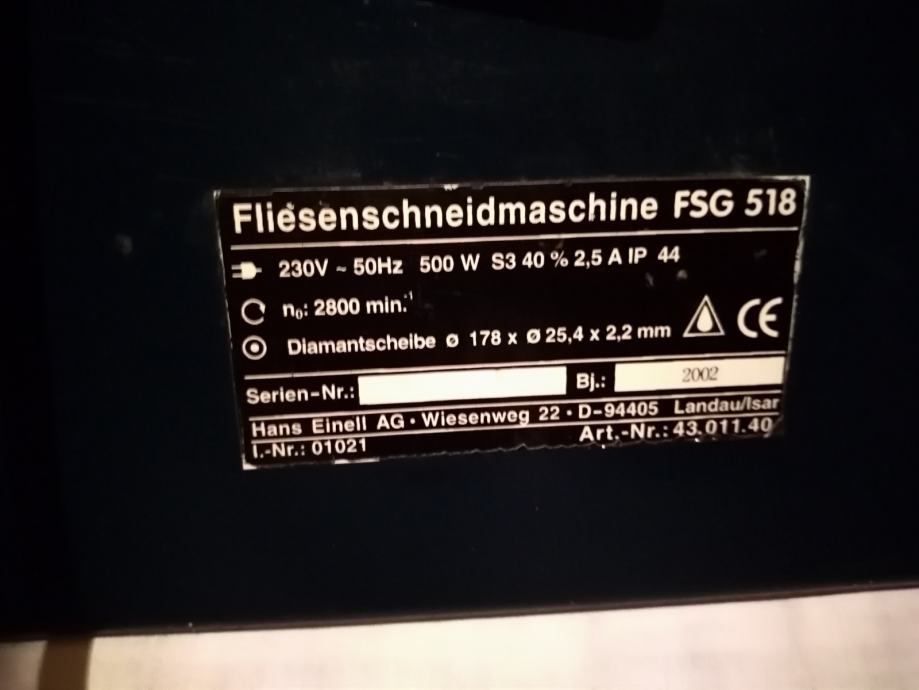 Fliesenschneidmaschine FSG 518
230V ~ 50Hz 500 W S3 40 % 2,5 A IP 44
n₀: 2800 min.⁻¹
Diamantscheibe ø 178 x Ø 25,4 x 2,2 mm
CE
Serien-Nr.: Bj.: 2002
Hans Einell AG · Wiesenweg 22 · D-94405 Landau/Isar
I.-Nr.: 01021 Art.-Nr.: 43.011.40